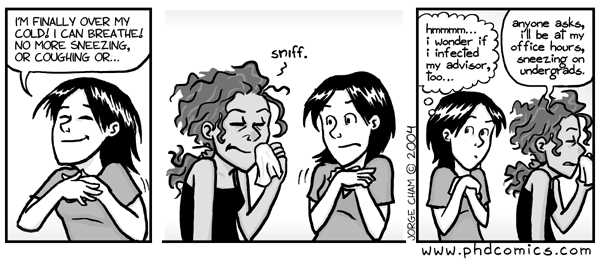 I'M FINALLY OVER MY
COLD! I CAN BREATHE!
NO MORE SNEEZING,
OR COUGHING OR...
sniff.
hmmmm...
i wonder if
i infected
my advisor,
too...
anyone asks,
i'll be at my
office hours,
sneezing on
undergrads.
JORGE CHAM © 2004
www.phdcomics.com